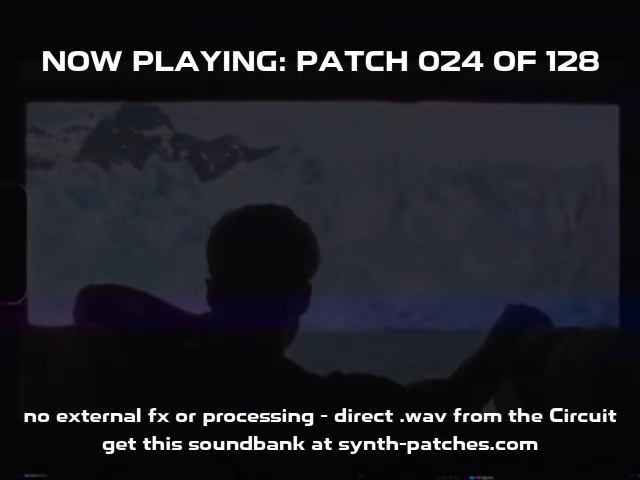 NOW PLAYING: PATCH 024 OF 128
no external fx or processing - direct .wav from the Circuit
get this soundbank at synth-patches.com